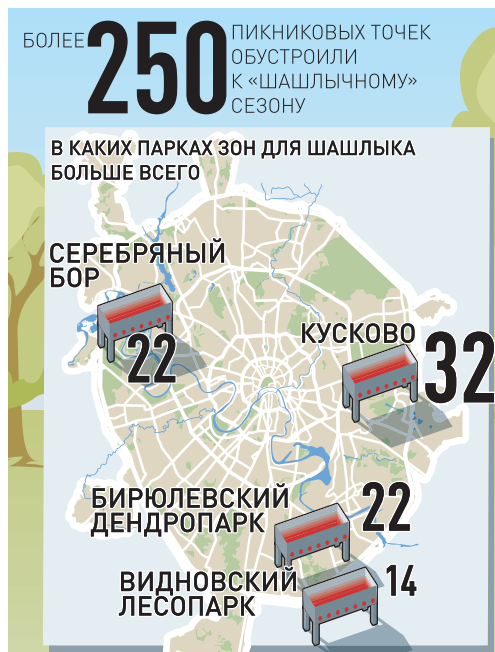 БОЛЕЕ 250 ПИКНИКОВЫХ ТОЧЕК
ОБУСТРОИЛИ
К «ШАШЛЫЧНОМУ»
СЕЗОНУ
В КАКИХ ПАРКАХ ЗОН ДЛЯ ШАШЛЫКА
БОЛЬШЕ ВСЕГО
СЕРЕБРЯНЫЙ
БОР
22
КУСКОВО
32
БИРЮЛЕВСКИЙ
ДЕНДРОПАРК
22
ВИДНОВСКИЙ
ЛЕСОПАРК
14